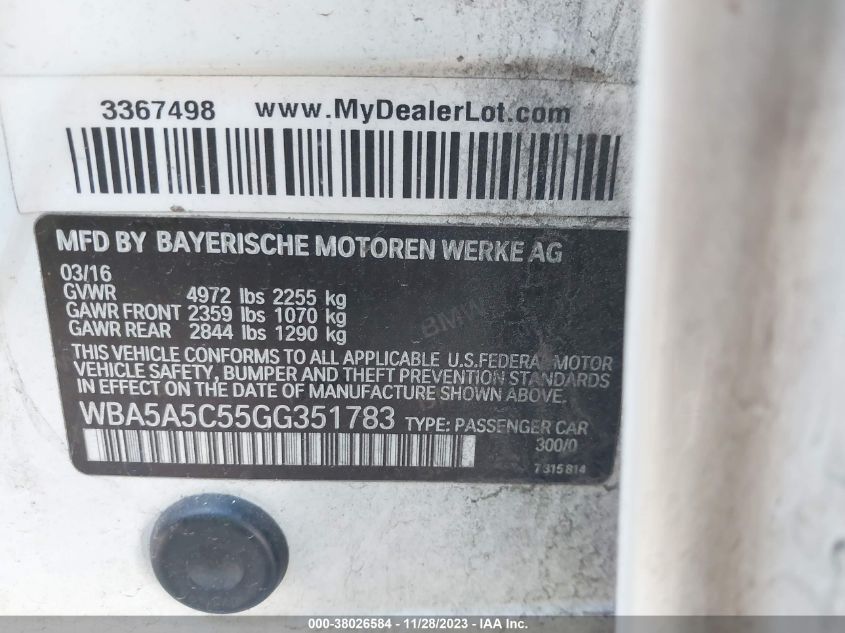 3367498 www.MyDealerLot.com
MFD BY BAYERISCHE MOTOREN WERKE AG
03/16
GVWR 4972 lbs 2255 kg
GAWR FRONT 2359 lbs 1070 kg
GAWR REAR 2844 lbs 1290 kg
BMW
THIS VEHICLE CONFORMS TO ALL APPLICABLE U.S.FEDERAL MOTOR
VEHICLE SAFETY, BUMPER AND THEFT PREVENTION STANDARDS
IN EFFECT ON THE DATE OF MANUFACTURE SHOWN ABOVE.
WBA5A5C55GG351783 TYPE: PASSENGER CAR
300/0
7 315 814
000-38026584 - 11/28/2023 - IAA Inc.